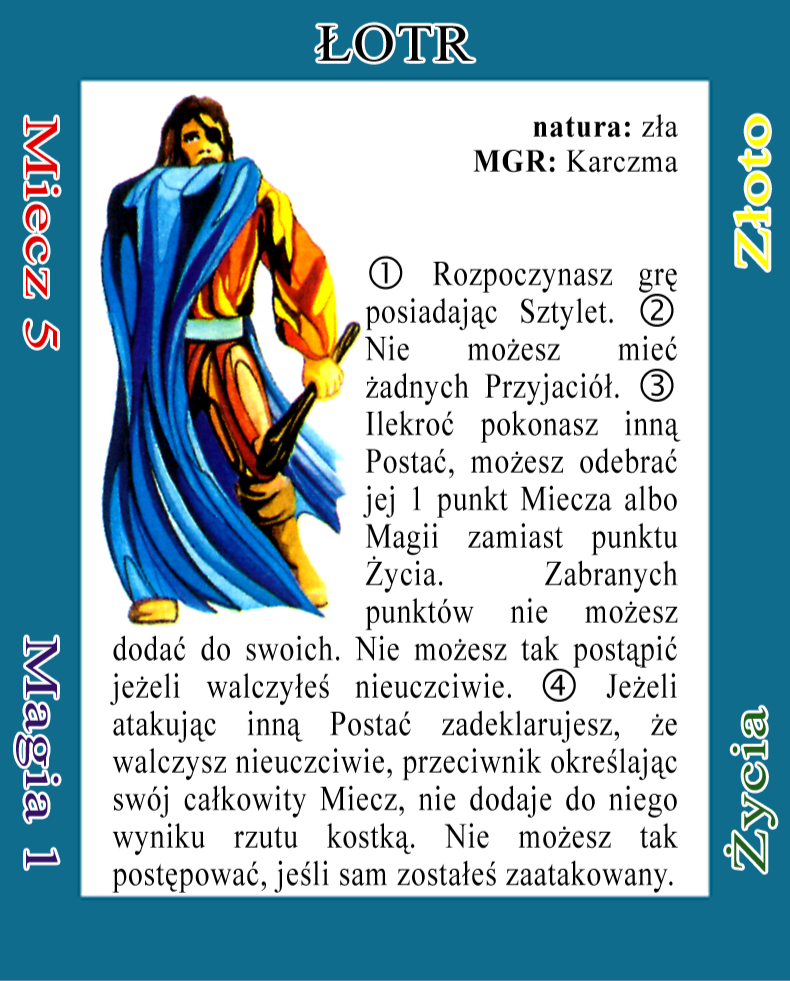 ŁOTR
Miecz 5
Magia 1
Złoto
Życia
natura: zła
MGR: Karczma
① Rozpoczynasz grę
posiadając Sztylet. ②
Nie możesz mieć
żadnych Przyjaciół. ③
Ilekroć pokonasz inną
Postać, możesz odebrać
jej 1 punkt Miecza albo
Magii zamiast punktu
Życia. Zabranych
punktów nie możesz
dodać do swoich. Nie możesz tak postąpić
jeżeli walczyłeś nieuczciwie. ④ Jeżeli
atakując inną Postać zadeklarujesz, że
walczysz nieuczciwie, przeciwnik określając
swój całkowity Miecz, nie dodaje do niego
wyniku rzutu kostką. Nie możesz tak
postępować, jeśli sam zostałeś zaatakowany.